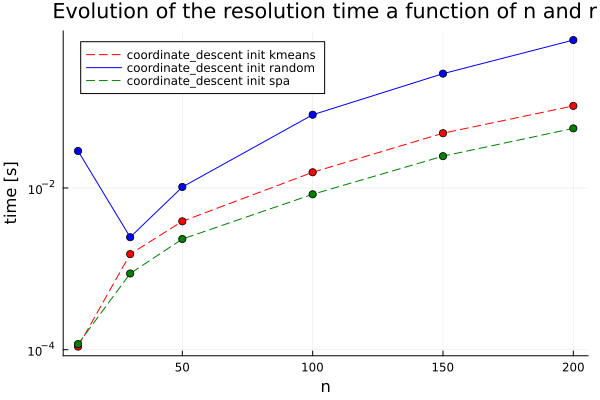 Evolution of the resolution time a function of n and r
coordinate_descent init kmeans
coordinate_descent init random
coordinate_descent init spa
time [s]
10⁻²
10⁻⁴
50 100 150 200
n